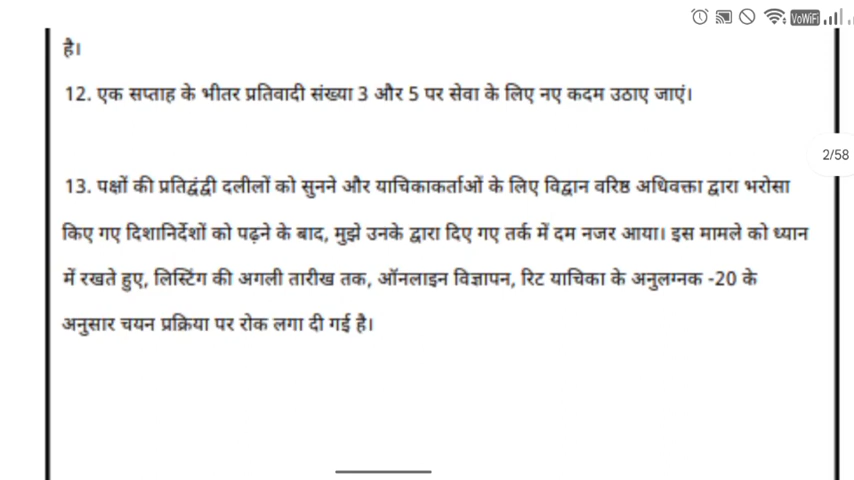 VoWiFi
है।
12. एक सप्ताह के भीतर प्रतिवादी संख्या 3 और 5 पर सेवा के लिए नए कदम उठाए जाएं।
2/58
13. पक्षों की प्रतिद्वंद्वी दलीलों को सुनने और याचिकाकर्ताओं के लिए विद्वान वरिष्ठ अधिवक्ता द्वारा भरोसा
किए गए दिशानिर्देशों को पढ़ने के बाद, मुझे उनके द्वारा दिए गए तर्क में दम नजर आया। इस मामले को ध्यान
में रखते हुए, लिस्टिंग की अगली तारीख तक, ऑनलाइन विज्ञापन, रिट याचिका के अनुलग्नक -20 के
अनुसार चयन प्रक्रिया पर रोक लगा दी गई है।